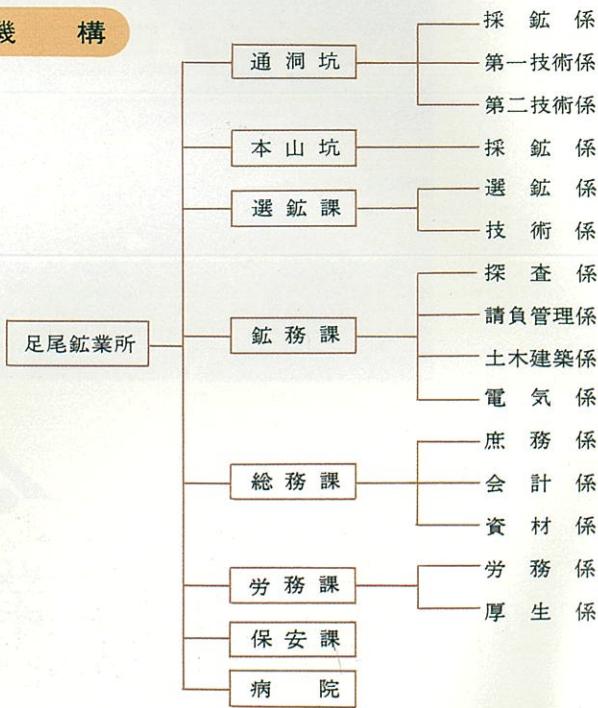 機 構
通洞坑
採鉱係
第一技術係
第二技術係
本山坑
採鉱係
選鉱課
選鉱係
技術係
足尾鉱業所
鉱務課
探査係
請負管理係
土木建築係
電気係
総務課
庶務係
会計係
資材係
労務課
労務係
厚生係
保安課
病院